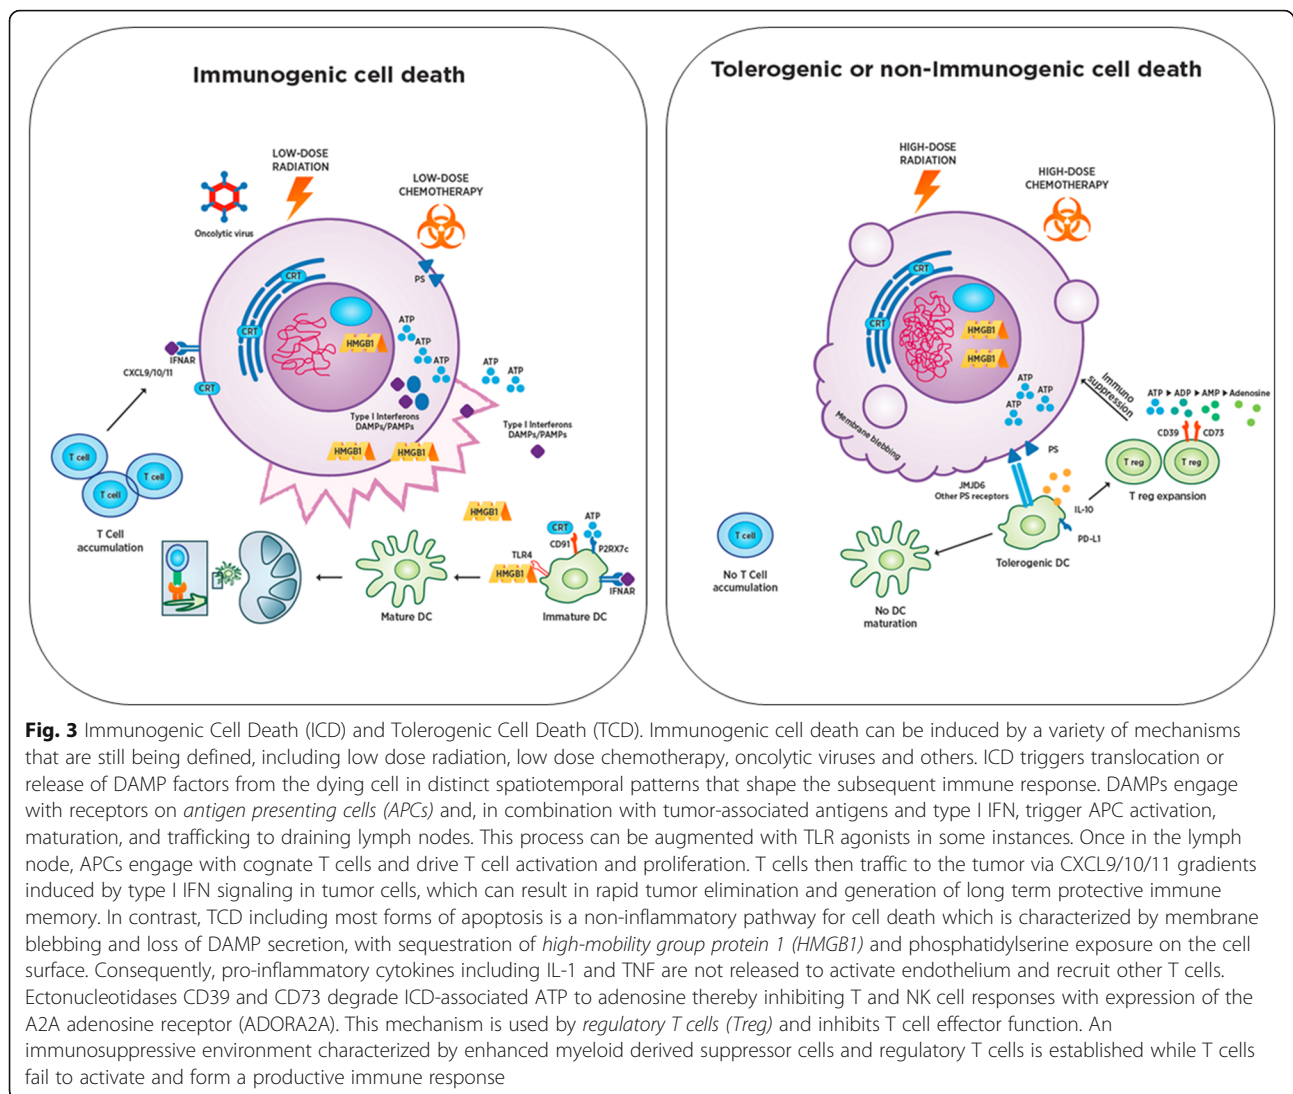 Immunogenic cell death
LOW-DOSE
RADIATION
LOW-DOSE
CHEMOTHERAPY
Oncolytic virus
PS
CRT
CRT
HMGB1
ATP
ATP
ATP
ATP
ATP
IFNAR
CXCL9/10/11
CRT
Type I Interferons
DAMPs/PAMPs
Type I Interferons
DAMPs/PAMPs
HMGB1
HMGB1
T cell
T cell
T cell
T Cell
accumulation
HMGB1
CRT
ATP
CD91
P2RX7c
TLR4
HMGB1
IFNAR
Mature DC
Immature DC
Tolerogenic or non-Immunogenic cell death
HIGH-DOSE
RADIATION
HIGH-DOSE
CHEMOTHERAPY
CRT
CRT
HMGB1
HMGB1
ATP
ATP
ATP
Membrane blebbing
Immuno
suppression
ATP ▸ ADP ▸ AMP ▸ Adenosine
CD39
CD73
T reg
T reg
T reg expansion
PS
JMJD6
Other PS receptors
IL-10
PD-L1
Tolerogenic DC
T cell
No T Cell
accumulation
No DC
maturation
Fig. 3 Immunogenic Cell Death (ICD) and Tolerogenic Cell Death (TCD). Immunogenic cell death can be induced by a variety of mechanisms
that are still being defined, including low dose radiation, low dose chemotherapy, oncolytic viruses and others. ICD triggers translocation or
release of DAMP factors from the dying cell in distinct spatiotemporal patterns that shape the subsequent immune response. DAMPs engage
with receptors on antigen presenting cells (APCs) and, in combination with tumor-associated antigens and type I IFN, trigger APC activation,
maturation, and trafficking to draining lymph nodes. This process can be augmented with TLR agonists in some instances. Once in the lymph
node, APCs engage with cognate T cells and drive T cell activation and proliferation. T cells then traffic to the tumor via CXCL9/10/11 gradients
induced by type I IFN signaling in tumor cells, which can result in rapid tumor elimination and generation of long term protective immune
memory. In contrast, TCD including most forms of apoptosis is a non-inflammatory pathway for cell death which is characterized by membrane
blebbing and loss of DAMP secretion, with sequestration of high-mobility group protein 1 (HMGB1) and phosphatidylserine exposure on the cell
surface. Consequently, pro-inflammatory cytokines including IL-1 and TNF are not released to activate endothelium and recruit other T cells.
Ectonucleotidases CD39 and CD73 degrade ICD-associated ATP to adenosine thereby inhibiting T and NK cell responses with expression of the
A2A adenosine receptor (ADORA2A). This mechanism is used by regulatory T cells (Treg) and inhibits T cell effector function. An
immunosuppressive environment characterized by enhanced myeloid derived suppressor cells and regulatory T cells is established while T cells
fail to activate and form a productive immune response